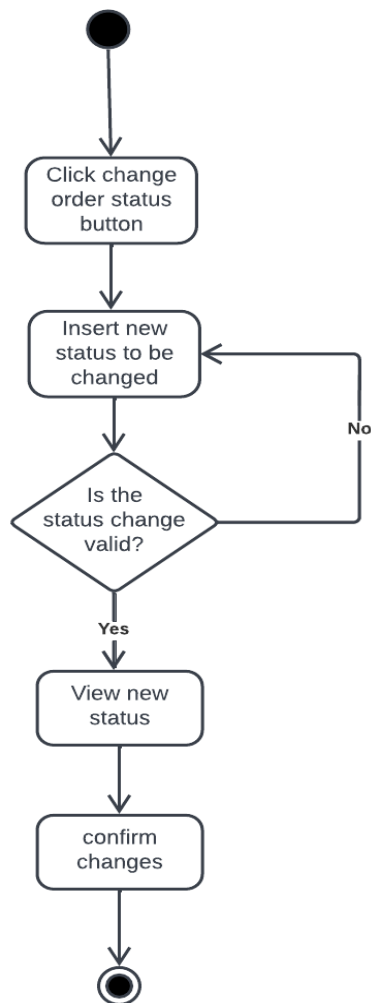 Click change
order status
button
Insert new
status to be
changed
No
Is the
status change
valid?
Yes
View new
status
confirm
changes